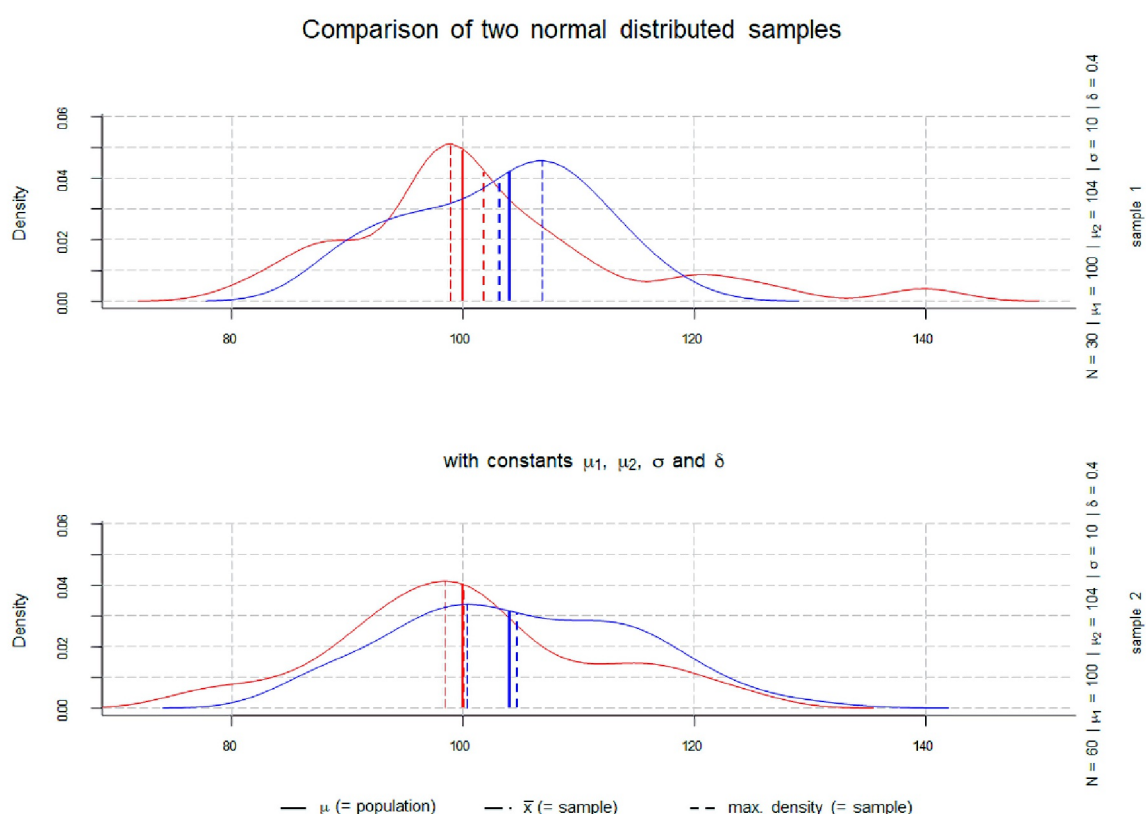 Comparison of two normal distributed samples
Density
0.00
0.02
0.04
0.06
80
100
120
140
N = 30 | μ1 = 100 | μ2 = 104 | σ = 10 | δ = 0.4
sample 1
with constants μ1, μ2, σ and δ
Density
0.00
0.02
0.04
0.06
80
100
120
140
N = 60 | μ1 = 100 | μ2 = 104 | σ = 10 | δ = 0.4
sample 2
μ (= population)
x̅ (= sample)
max. density (= sample)